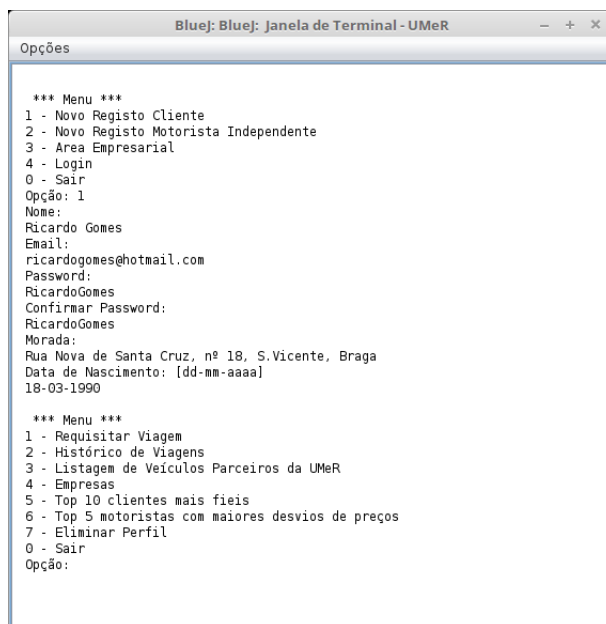 BlueJ: BlueJ: Janela de Terminal - UMeR
Opções
*** Menu ***
1 - Novo Registo Cliente
2 - Novo Registo Motorista Independente
3 - Area Empresarial
4 - Login
0 - Sair
Opção: 1
Nome:
Ricardo Gomes
Email:
ricardogomes@hotmail.com
Password:
RicardoGomes
Confirmar Password:
RicardoGomes
Morada:
Rua Nova de Santa Cruz, nº 18, S.Vicente, Braga
Data de Nascimento: [dd-mm-aaaa]
18-03-1990
*** Menu ***
1 - Requisitar Viagem
2 - Histórico de Viagens
3 - Listagem de Veículos Parceiros da UMeR
4 - Empresas
5 - Top 10 clientes mais fieis
6 - Top 5 motoristas com maiores desvios de preços
7 - Eliminar Perfil
0 - Sair
Opção: